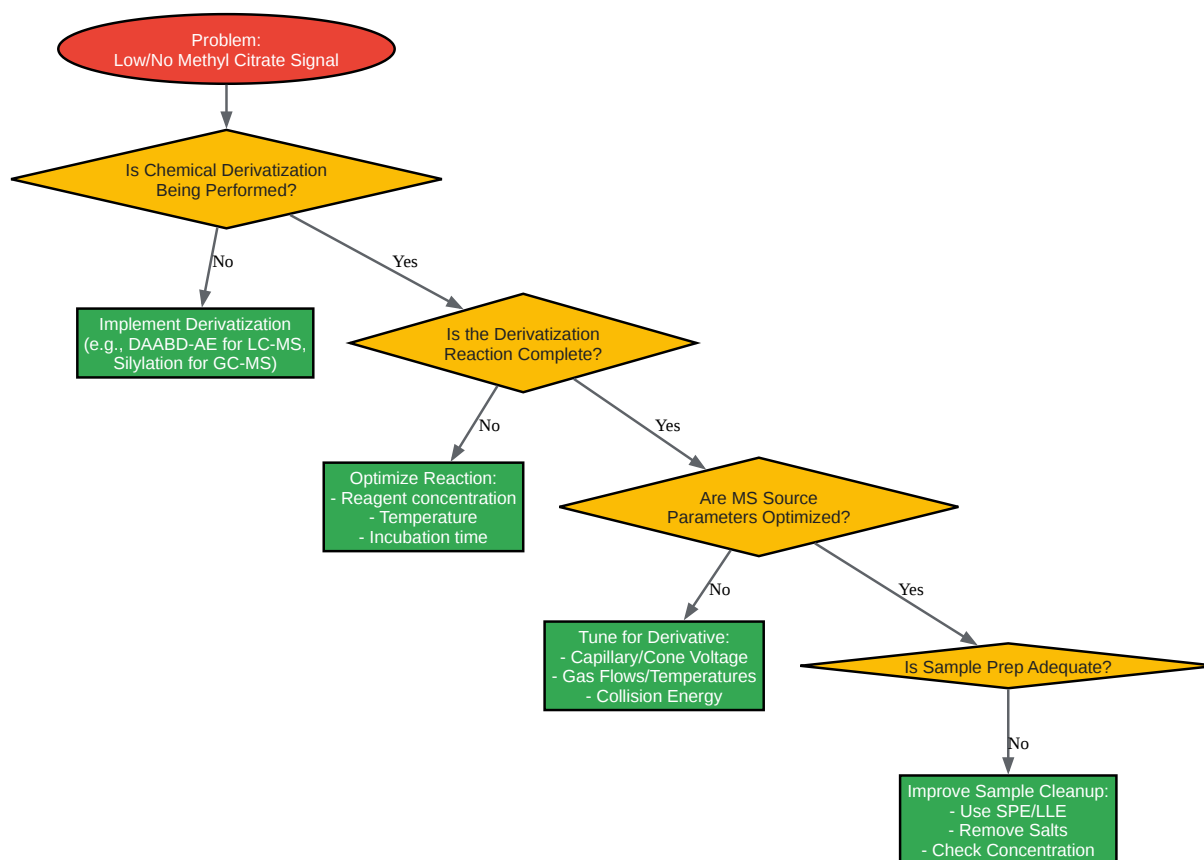 Problem:
Low/No Methyl Citrate Signal
Is Chemical Derivatization
Being Performed?
No
Yes
Implement Derivatization
(e.g., DAABD-AE for LC-MS,
Silylation for GC-MS)
Is the Derivatization
Reaction Complete?
No
Yes
Optimize Reaction:
- Reagent concentration
- Temperature
- Incubation time
Are MS Source
Parameters Optimized?
No
Yes
Tune for Derivative:
- Capillary/Cone Voltage
- Gas Flows/Temperatures
- Collision Energy
Is Sample Prep Adequate?
No
Improve Sample Cleanup:
- Use SPE/LLE
- Remove Salts
- Check Concentration